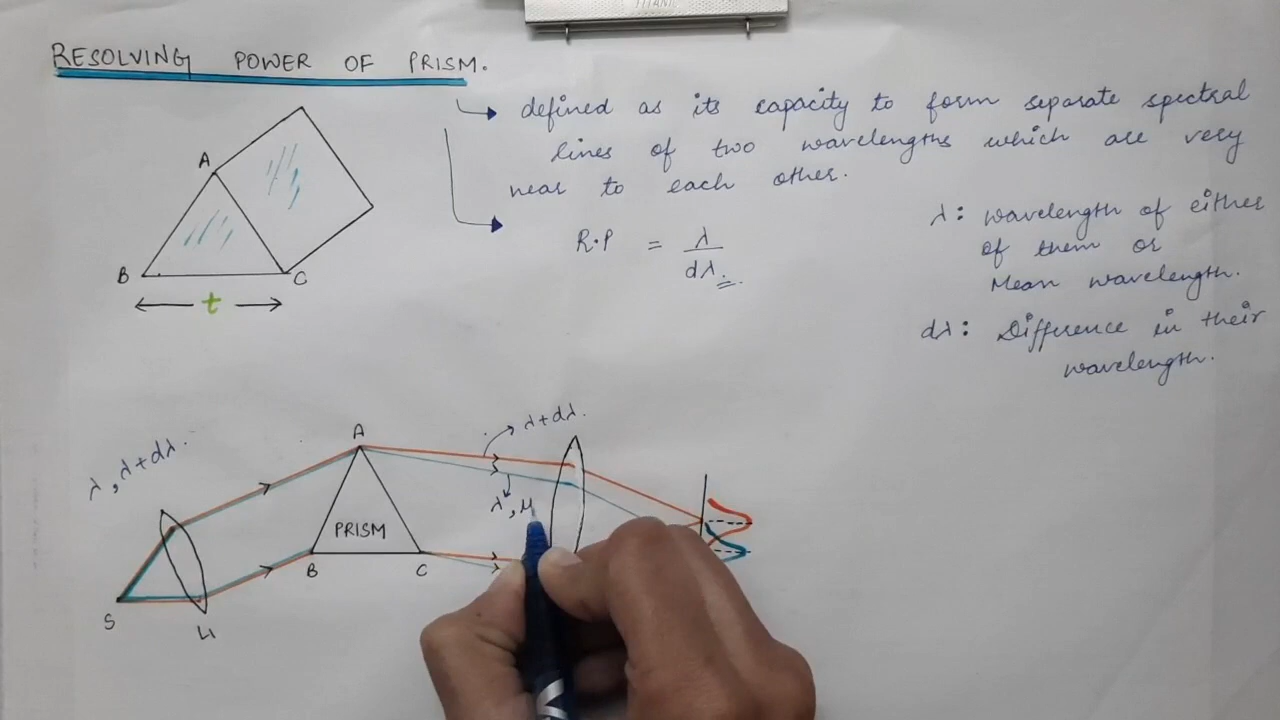 TITANIC
RESOLVING POWER OF PRISM.
defined as its capacity to form separate spectral
lines of two wavelengths which are very
near to each other.
R.P = λ/dλ.
λ: wavelength of either
of them or
Mean wavelength.
dλ: Difference in their
wavelength.
A
B
C
t
λ, λ+dλ.
S
L1
A
PRISM
B
C
λ+dλ.
λ, μ